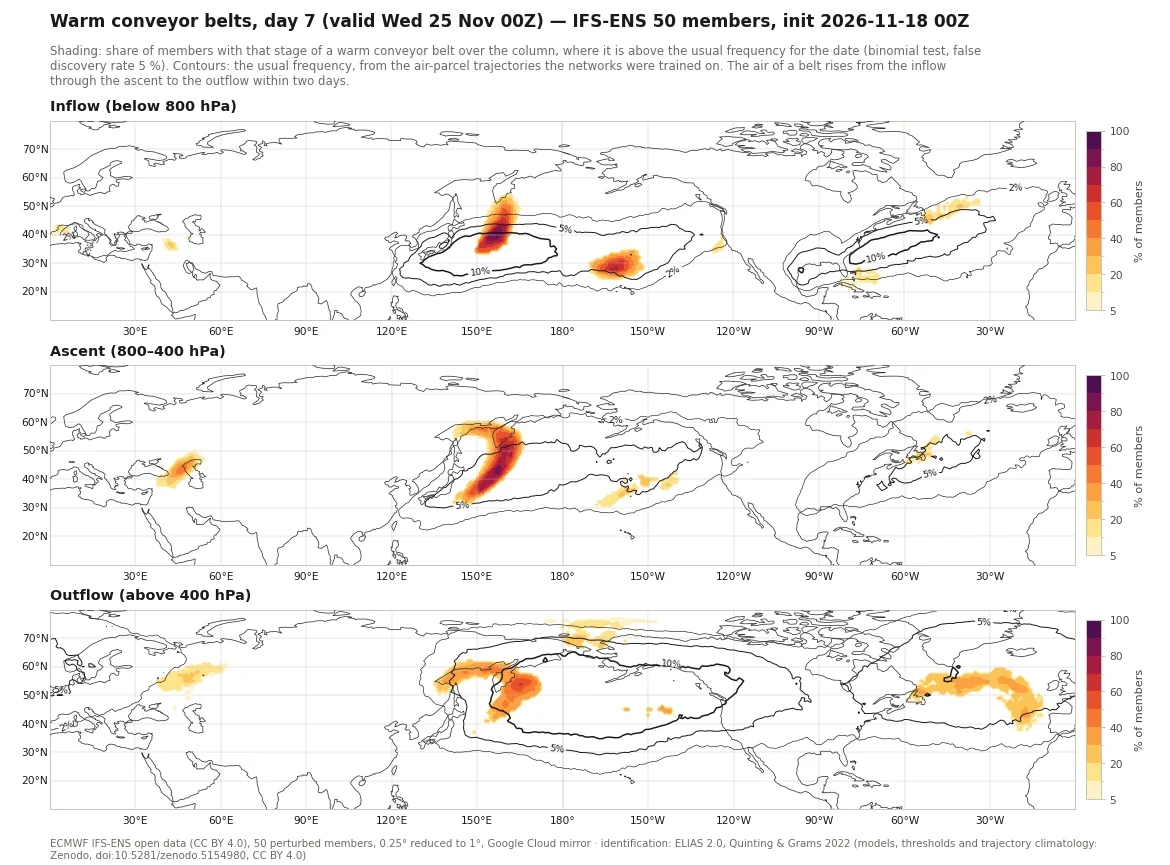 Warm conveyor belts, day 7 (valid Wed 25 Nov 00Z) — IFS-ENS 50 members, init 2026-11-18 00Z
Shading: share of members with that stage of a warm conveyor belt over the column, where it is above the usual frequency for the date (binomial test, false
discovery rate 5 %). Contours: the usual frequency, from the air-parcel trajectories the networks were trained on. The air of a belt rises from the inflow
through the ascent to the outflow within two days.
Inflow (below 800 hPa)
70°N
60°N
50°N
40°N
30°N
20°N
2%
5%
10%
2%
5%
10%
2%
30°E 60°E 90°E 120°E 150°E 180° 150°W 120°W 90°W 60°W 30°W
100
80
60
40
20
5
% of members
Ascent (800–400 hPa)
70°N
60°N
50°N
40°N
30°N
20°N
2%
5%
5%
2%
30°E 60°E 90°E 120°E 150°E 180° 150°W 120°W 90°W 60°W 30°W
100
80
60
40
20
5
% of members
Outflow (above 400 hPa)
70°N
60°N
50°N
40°N
30°N
20°N
5%
10%
5%
5%
30°E 60°E 90°E 120°E 150°E 180° 150°W 120°W 90°W 60°W 30°W
100
80
60
40
20
5
% of members
ECMWF IFS-ENS open data (CC BY 4.0), 50 perturbed members, 0.25° reduced to 1°, Google Cloud mirror · identification: ELIAS 2.0, Quinting & Grams 2022 (models, thresholds and trajectory climatology:
Zenodo, doi:10.5281/zenodo.5154980, CC BY 4.0)